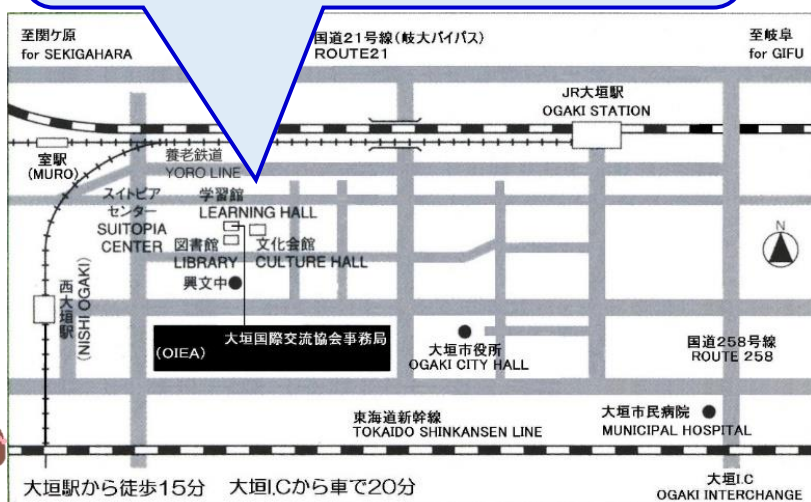 至関ケ原
for SEKIGAHARA
国道21号線(岐大バイパス)
ROUTE21
至岐阜
for GIFU
JR大垣駅
OGAKI STATION
室駅
(MURO)
養老鉄道
YORO LINE
スイトピア
センター
SUITOPIA
CENTER
学習館
LEARNING HALL
図書館
LIBRARY
文化会館
CULTURE HALL
興文中
N
西大垣駅
(NISHI OGAKI)
大垣国際交流協会事務局
(OIEA)
大垣市役所
OGAKI CITY HALL
国道258号線
ROUTE 258
東海道新幹線
TOKAIDO SHINKANSEN LINE
大垣市民病院
MUNICIPAL HOSPITAL
大垣駅から徒歩15分 大垣I.Cから車で20分
大垣I.C
OGAKI INTERCHANGE